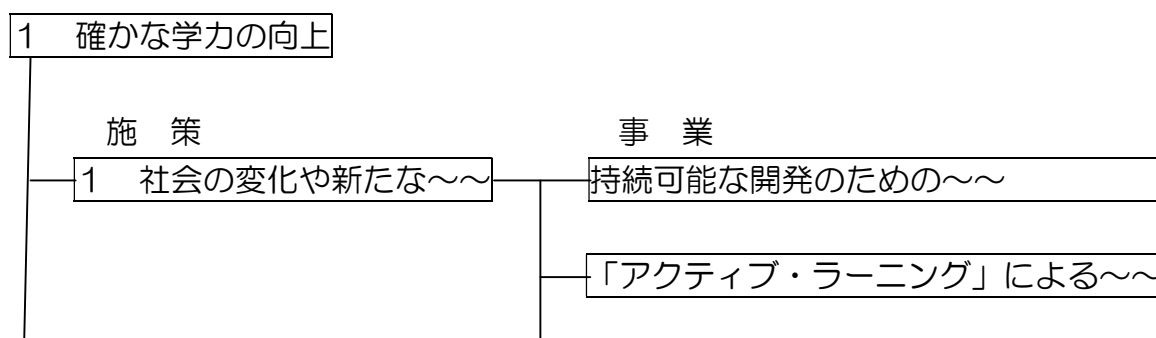 1　確かな学力の向上
施　策　事　業
1　社会の変化や新たな～～　持続可能な開発のための～～
「アクティブ・ラーニング」による～～